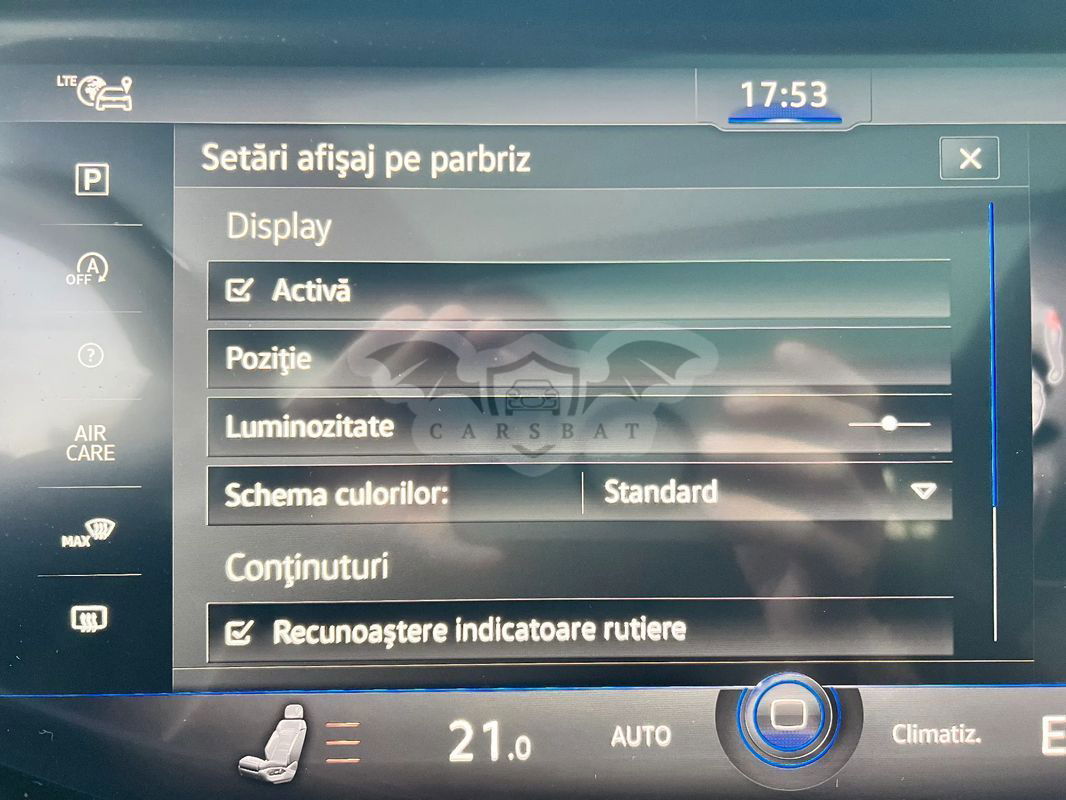 LTE
17:53
Setări afişaj pe parbriz
P
Display
A
OFF
Activă
?
Poziţie
AIR
CARE
Luminozitate
CARSBAT
Schema culorilor:
Standard
MAX
Conţinuturi
Recunoaştere indicatoare rutiere
21.0
AUTO
Climatiz.